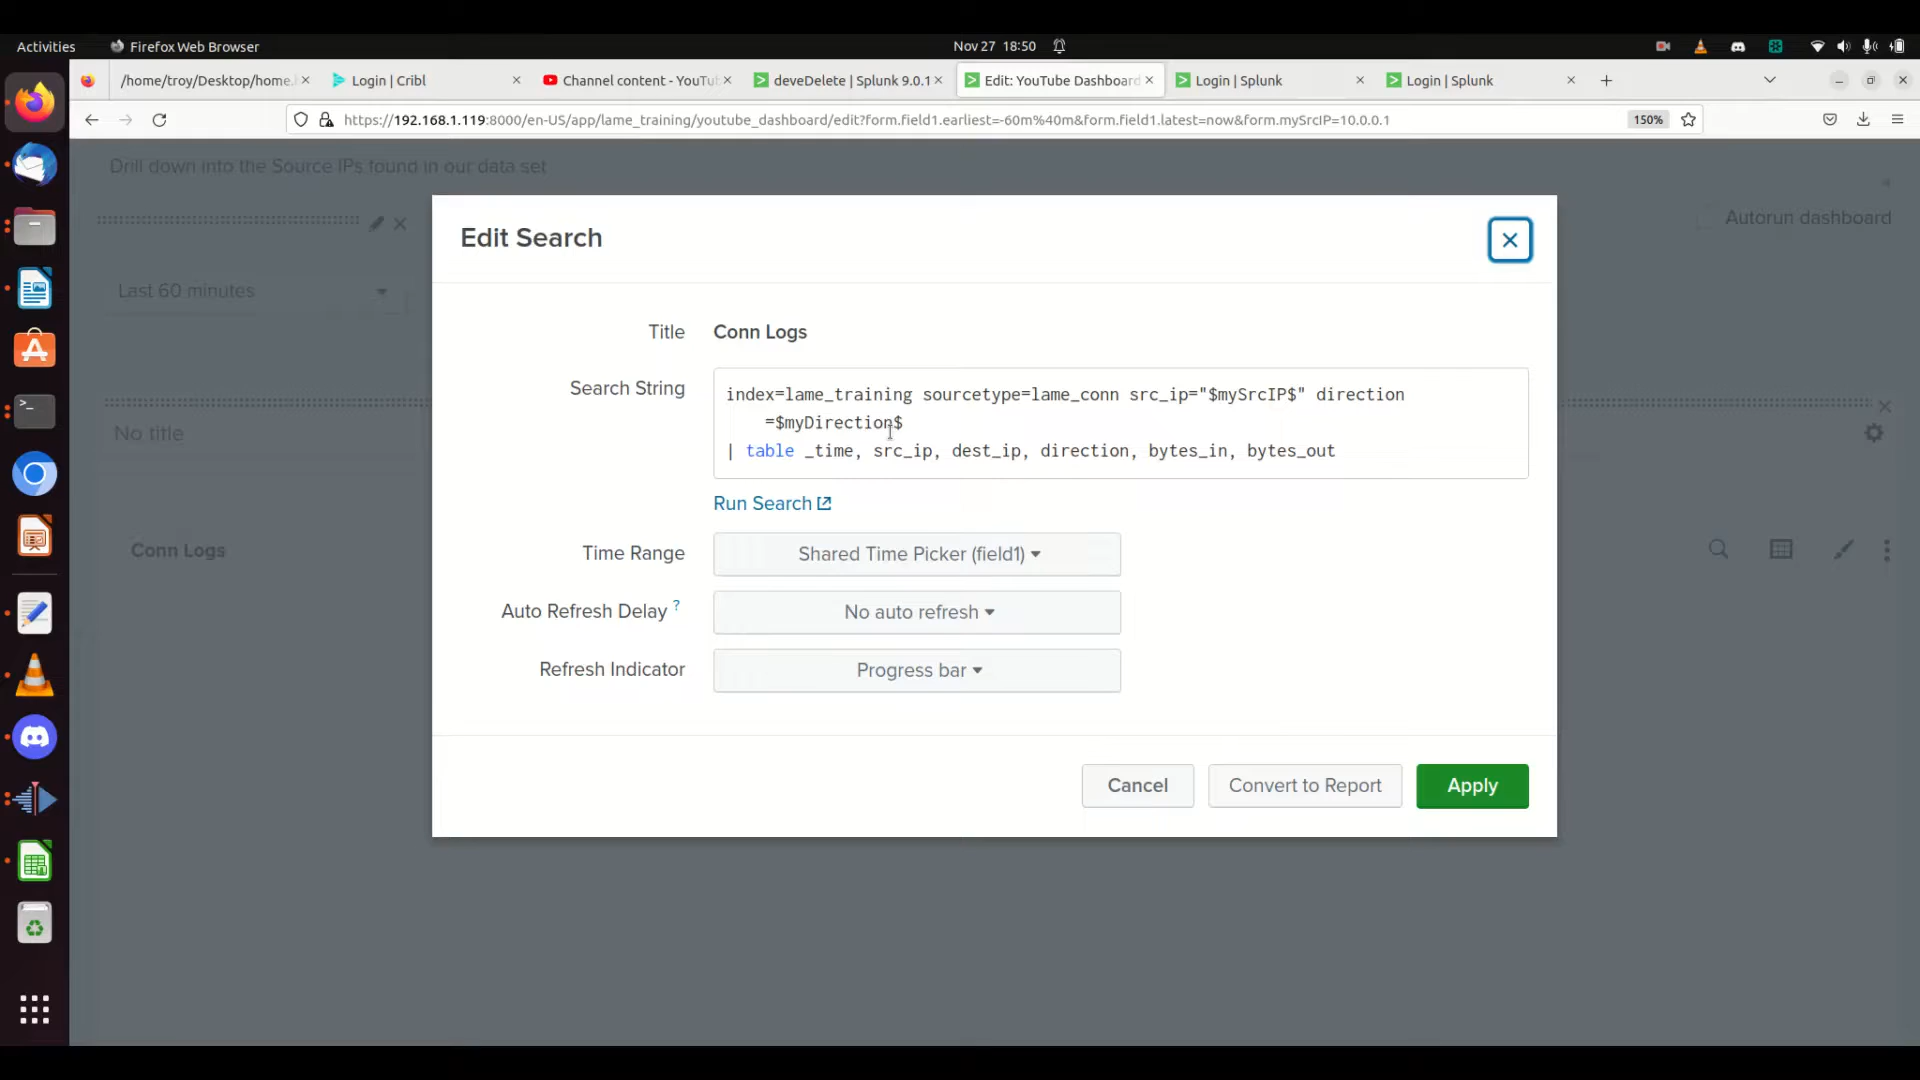 Activities
Firefox Web Browser
Nov 27 18:50
/home/troy/Desktop/home.
Login | Cribl
Channel content - YouTu
deveDelete | Splunk 9.0.1
Edit: YouTube Dashboard
Login | Splunk
Login | Splunk
https://192.168.1.119:8000/en-US/app/lame_training/youtube_dashboard/edit?form.field1.earliest=-60m%40m&form.field1.latest=now&form.mySrcIP=10.0.0.1
150%
Drill down into the Source IPs found in our data set
Autorun dashboard
Last 60 minutes
No title
Conn Logs
Edit Search
Title
Conn Logs
Search String
index=lame_training sourcetype=lame_conn src_ip="$mySrcIP$" direction
=$myDirection$
| table _time, src_ip, dest_ip, direction, bytes_in, bytes_out
Run Search
Time Range
Shared Time Picker (field1)
Auto Refresh Delay ?
No auto refresh
Refresh Indicator
Progress bar
Cancel
Convert to Report
Apply